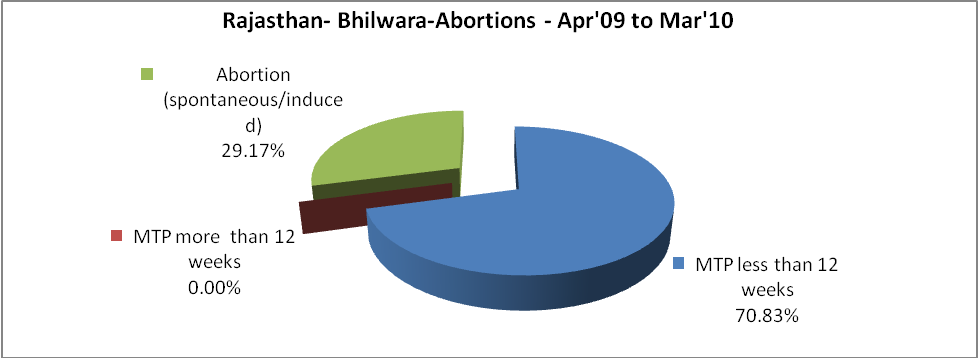 Rajasthan- Bhilwara-Abortions - Apr'09 to Mar'10
Abortion
(spontaneous/induce
d)
29.17%
MTP more than 12
weeks
0.00%
MTP less than 12
weeks
70.83%